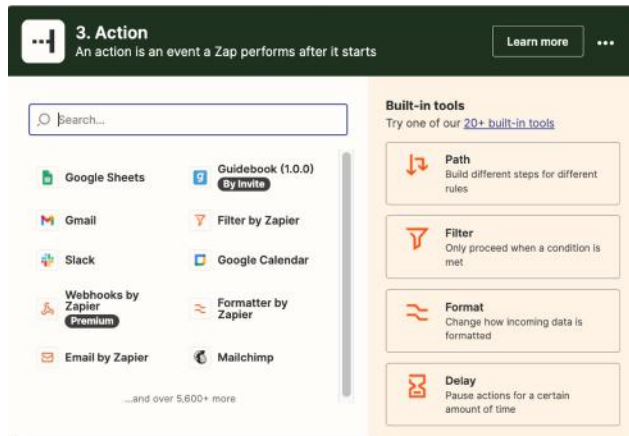 3. Action
An action is an event a Zap performs after it starts
Learn more
Search...
Google Sheets
Guidebook (1.0.0)
By Invite
Gmail
Filter by Zapier
Slack
Google Calendar
Webhooks by
Zapier
Premium
Formatter by
Zapier
Email by Zapier
Mailchimp
...and over 5,600+ more
Built-in tools
Try one of our 20+ built-in tools
Path
Build different steps for different
rules
Filter
Only proceed when a condition is
met
Format
Change how incoming data is
formatted
Delay
Pause actions for a certain
amount of time